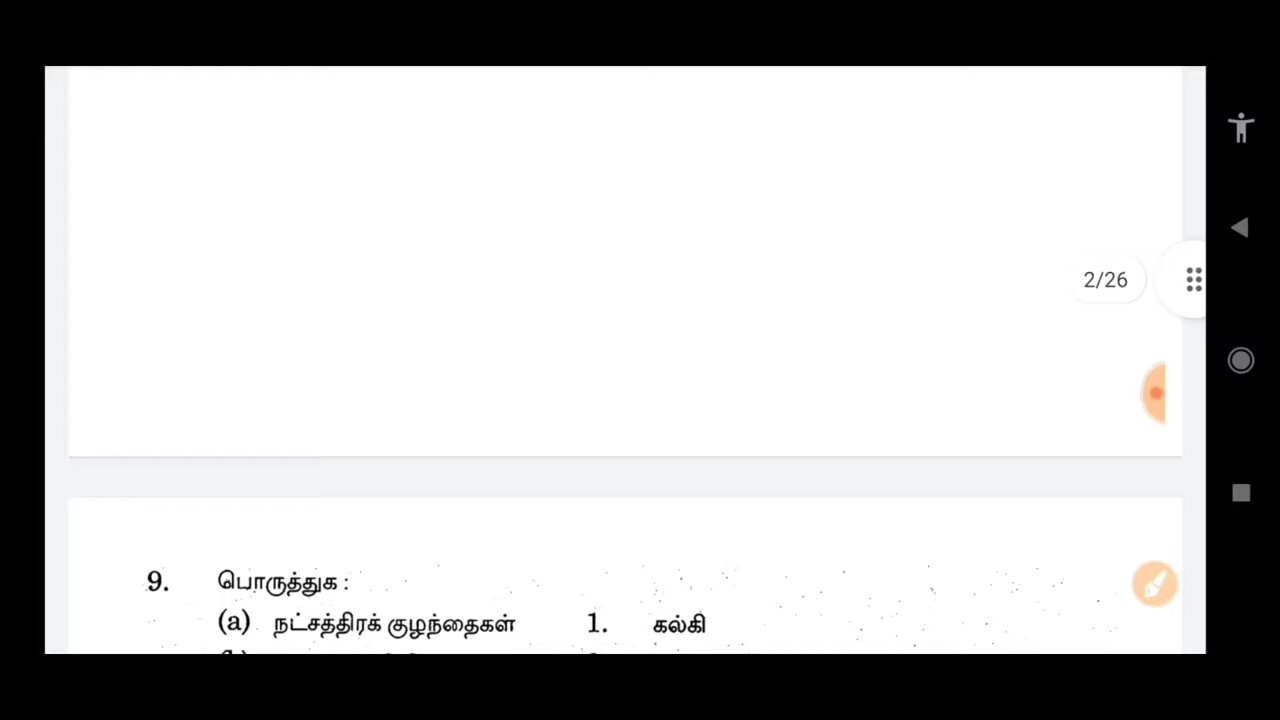 2/26
9. பொருத்துக :
(a) நட்சத்திரக் குழந்தைகள் 1. கல்கி